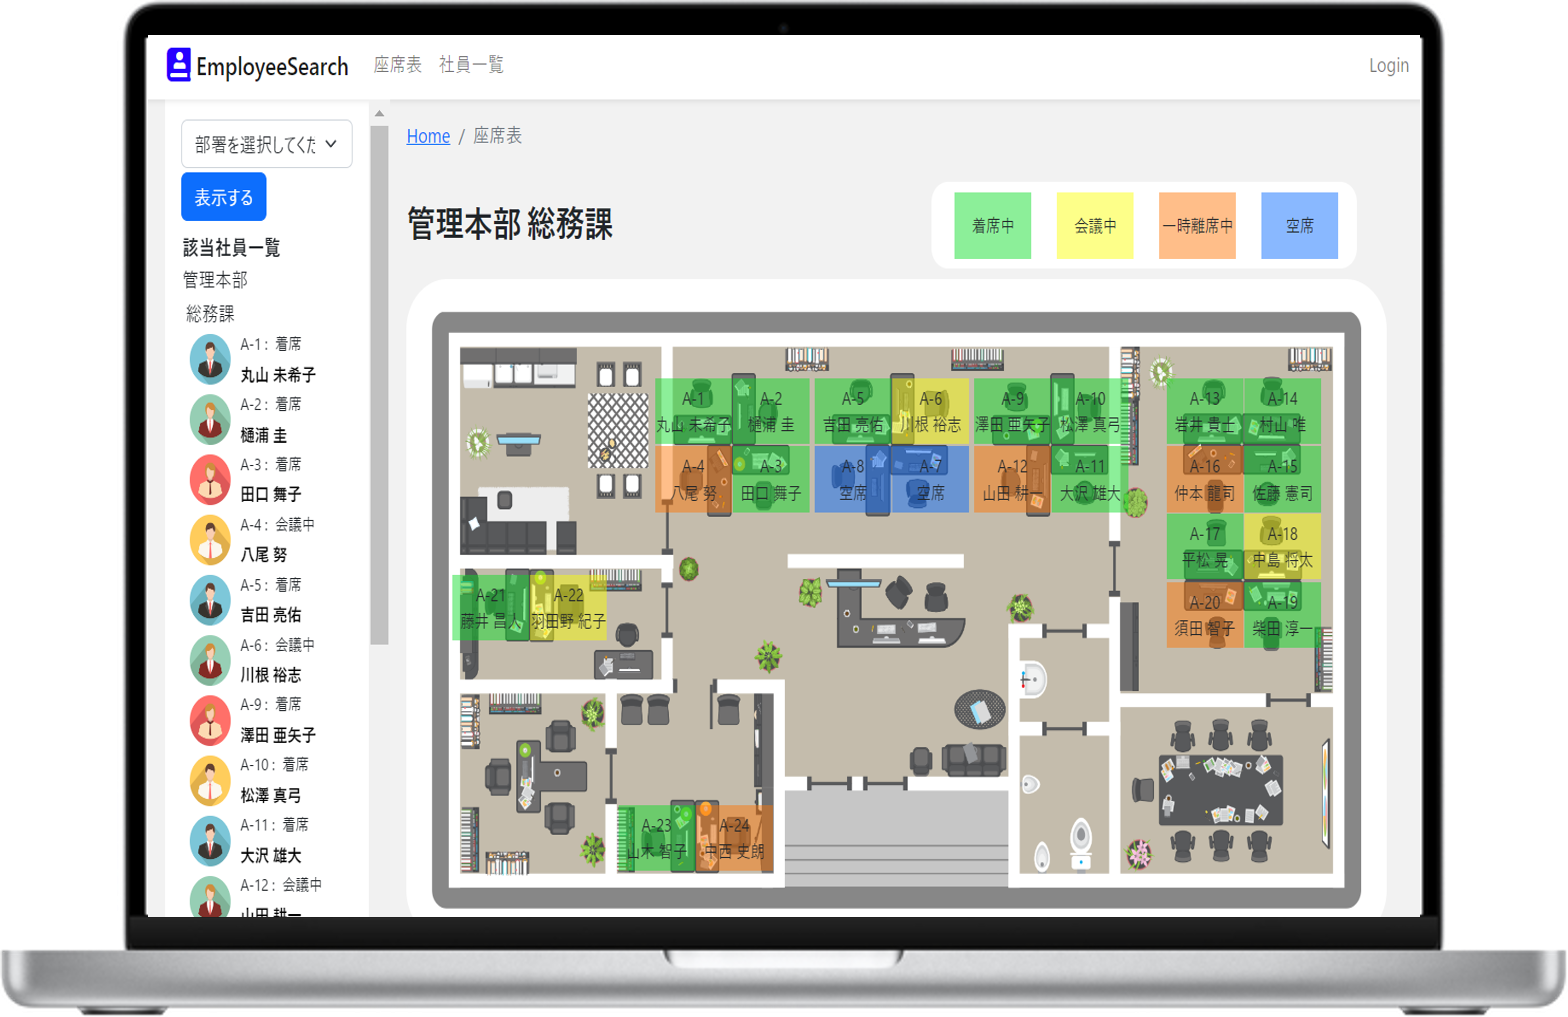 EmployeeSearch 座席表 社員一覧 Login
部署を選択してくだ
表示する
該当社員一覧
管理本部
総務課
A-1 : 着席
丸山 未希子
A-2 : 着席
樋浦 圭
A-3 : 着席
田口 舞子
A-4 : 会議中
八尾 努
A-5 : 着席
吉田 亮佑
A-6 : 会議中
川根 裕志
A-9 : 着席
澤田 亜矢子
A-10 : 着席
松澤 真弓
A-11 : 着席
大沢 雄大
A-12 : 会議中
山田 耕一
Home / 座席表
管理本部 総務課
着席中 会議中 一時離席中 空席
A-1 A-2 A-5 A-6 A-9 A-10 A-13 A-14
丸山 未希子 樋浦 圭 吉田 亮佑 川根 裕志 澤田 亜矢子 松澤 真弓 岩井 貴士 村山 唯
A-4 A-3 A-8 A-7 A-12 A-11 A-16 A-15
八尾 努 田口 舞子 空席 空席 山田 耕一 大沢 雄大 仲本 龍司 佐藤 憲司
A-17 A-18
平松 晃 中島 将太
A-21 A-22 A-20 A-19
藤井 昌人 羽田野 紀子 須田 智子 柴田 淳一
A-23 A-24
山木 智子 中西 史朗